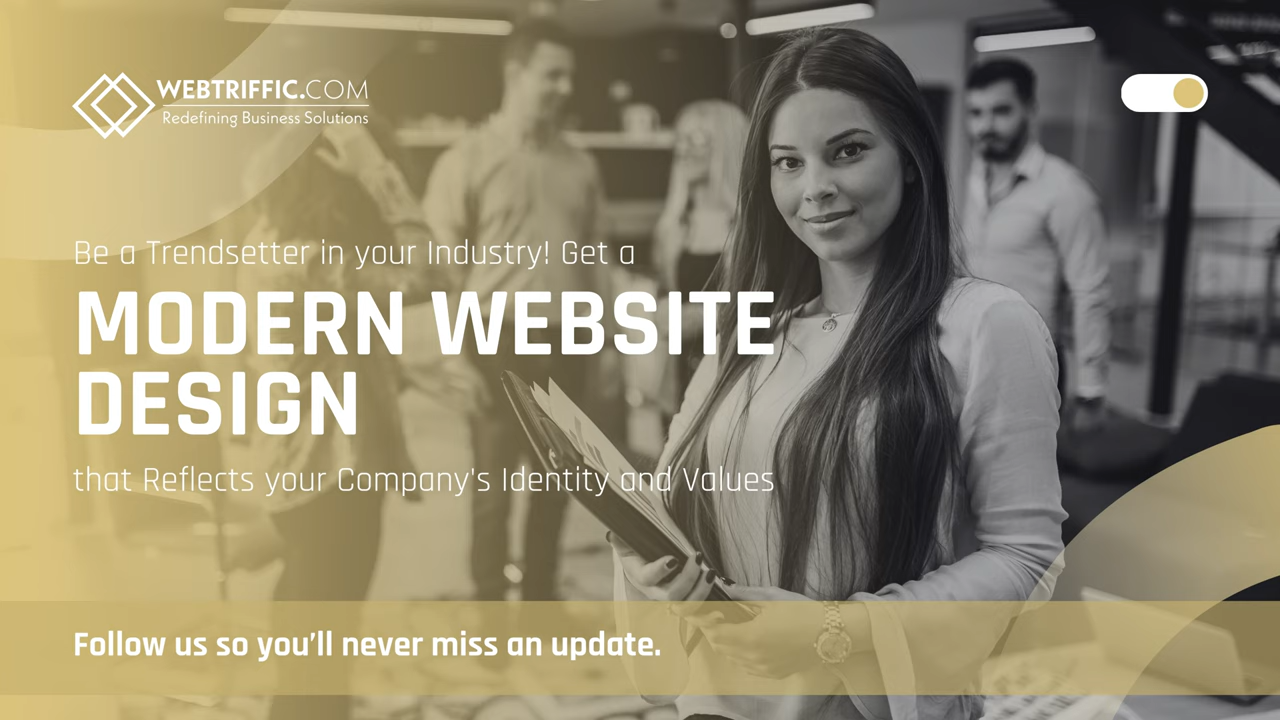 WEBTRIFFIC.COM
Redefining Business Solutions
Be a Trendsetter in your Industry! Get a
MODERN WEBSITE
DESIGN
that Reflects your Company's Identity and Values
Follow us so you’ll never miss an update.